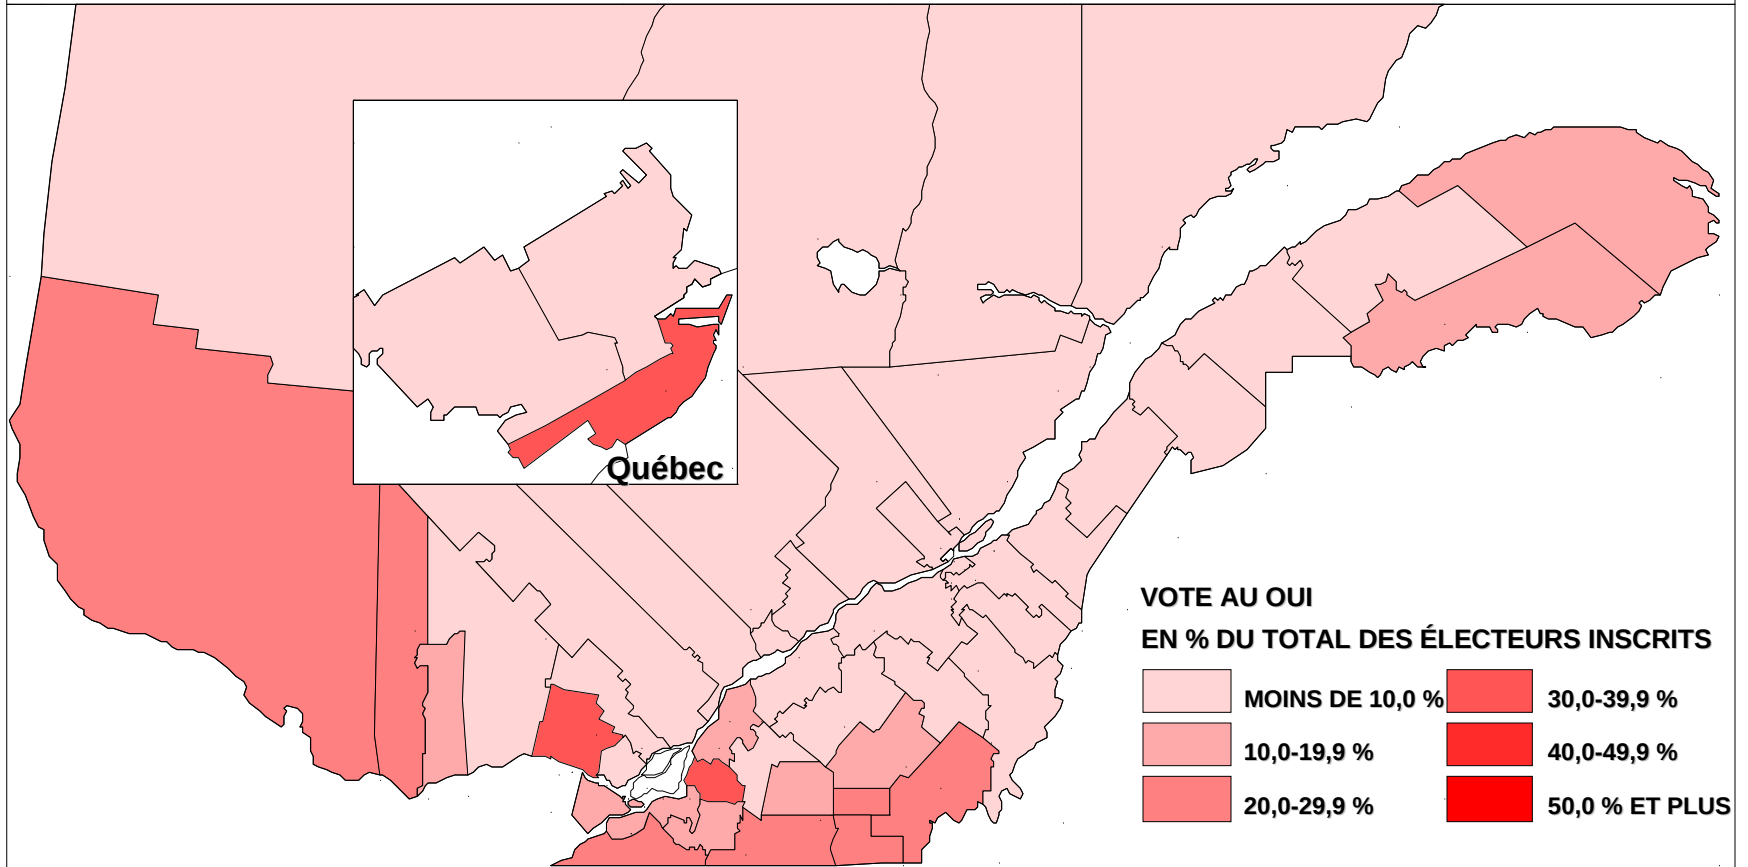 Québec
VOTE AU OUI
EN % DU TOTAL DES ÉLECTEURS INSCRITS
MOINS DE 10,0 %
30,0-39,9 %
10,0-19,9 %
40,0-49,9 %
20,0-29,9 %
50,0 % ET PLUS